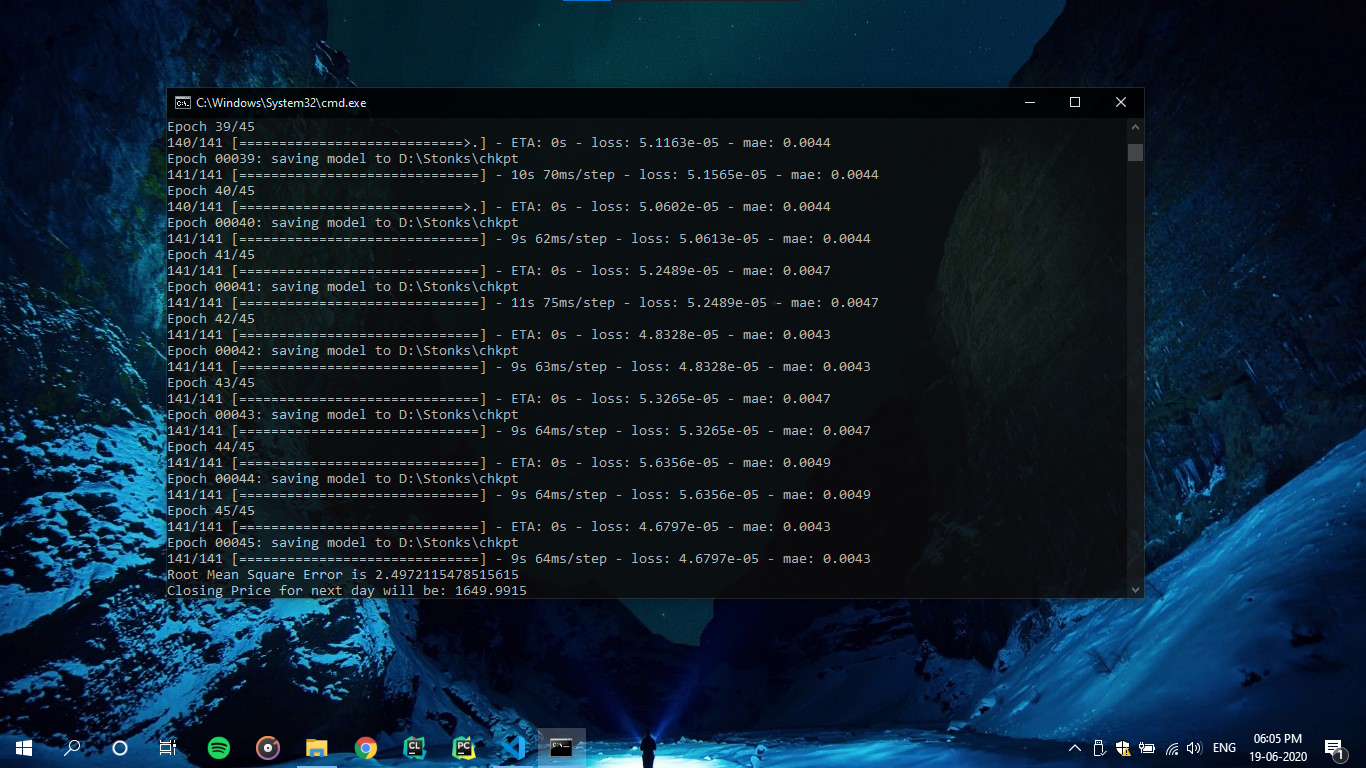 C:\Windows\System32\cmd.exe
Epoch 39/45
140/141 [============================>.] - ETA: 0s - loss: 5.1163e-05 - mae: 0.0044
Epoch 00039: saving model to D:\Stonks\chkpt
141/141 [==============================] - 10s 70ms/step - loss: 5.1565e-05 - mae: 0.0044
Epoch 40/45
140/141 [============================>.] - ETA: 0s - loss: 5.0602e-05 - mae: 0.0044
Epoch 00040: saving model to D:\Stonks\chkpt
141/141 [==============================] - 9s 62ms/step - loss: 5.0613e-05 - mae: 0.0044
Epoch 41/45
141/141 [==============================] - ETA: 0s - loss: 5.2489e-05 - mae: 0.0047
Epoch 00041: saving model to D:\Stonks\chkpt
141/141 [==============================] - 11s 75ms/step - loss: 5.2489e-05 - mae: 0.0047
Epoch 42/45
141/141 [==============================] - ETA: 0s - loss: 4.8328e-05 - mae: 0.0043
Epoch 00042: saving model to D:\Stonks\chkpt
141/141 [==============================] - 9s 63ms/step - loss: 4.8328e-05 - mae: 0.0043
Epoch 43/45
141/141 [==============================] - ETA: 0s - loss: 5.3265e-05 - mae: 0.0047
Epoch 00043: saving model to D:\Stonks\chkpt
141/141 [==============================] - 9s 64ms/step - loss: 5.3265e-05 - mae: 0.0047
Epoch 44/45
141/141 [==============================] - ETA: 0s - loss: 5.6356e-05 - mae: 0.0049
Epoch 00044: saving model to D:\Stonks\chkpt
141/141 [==============================] - 9s 64ms/step - loss: 5.6356e-05 - mae: 0.0049
Epoch 45/45
141/141 [==============================] - ETA: 0s - loss: 4.6797e-05 - mae: 0.0043
Epoch 00045: saving model to D:\Stonks\chkpt
141/141 [==============================] - 9s 64ms/step - loss: 4.6797e-05 - mae: 0.0043
Root Mean Square Error is 2.4972115478515615
Closing Price for next day will be: 1649.9915
CL
PC
ENG
06:05 PM
19-06-2020
1